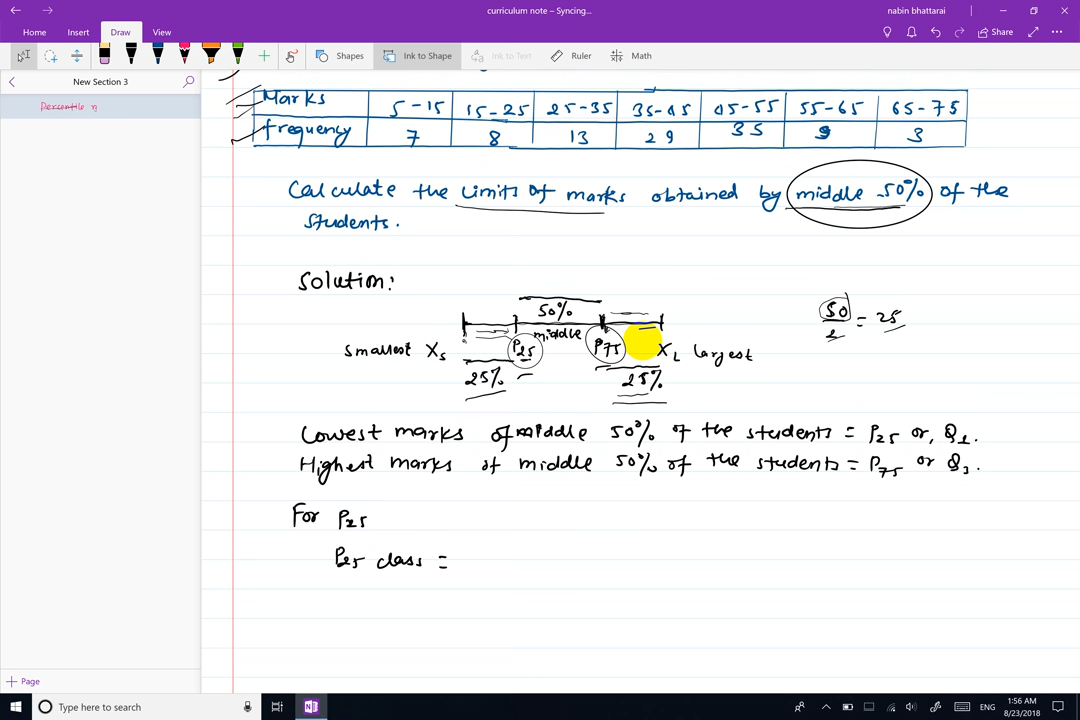 curriculum note – Syncing...
nabin bhattarai
Home Insert Draw View
Share
Shapes Ink to Shape Ink to Text Ruler Math
New Section 3
Percentile
Marks 5-15 15-25 25-35 35-45 45-55 55-65 65-75
frequency 7 8 13 29 35 9 3
Calculate the limits of marks obtained by middle 50% of the
students.
Solution:
50%
50/2 = 25
middle
smallest Xs P25 P75 XL largest
25% 25%
Lowest marks of middle 50% of the students = P25 or, Q1.
Highest marks of middle 50% of the students = P75 or Q3.
For P25
P25 class =
+ Page
Type here to search
ENG
1:56 AM
8/23/2018